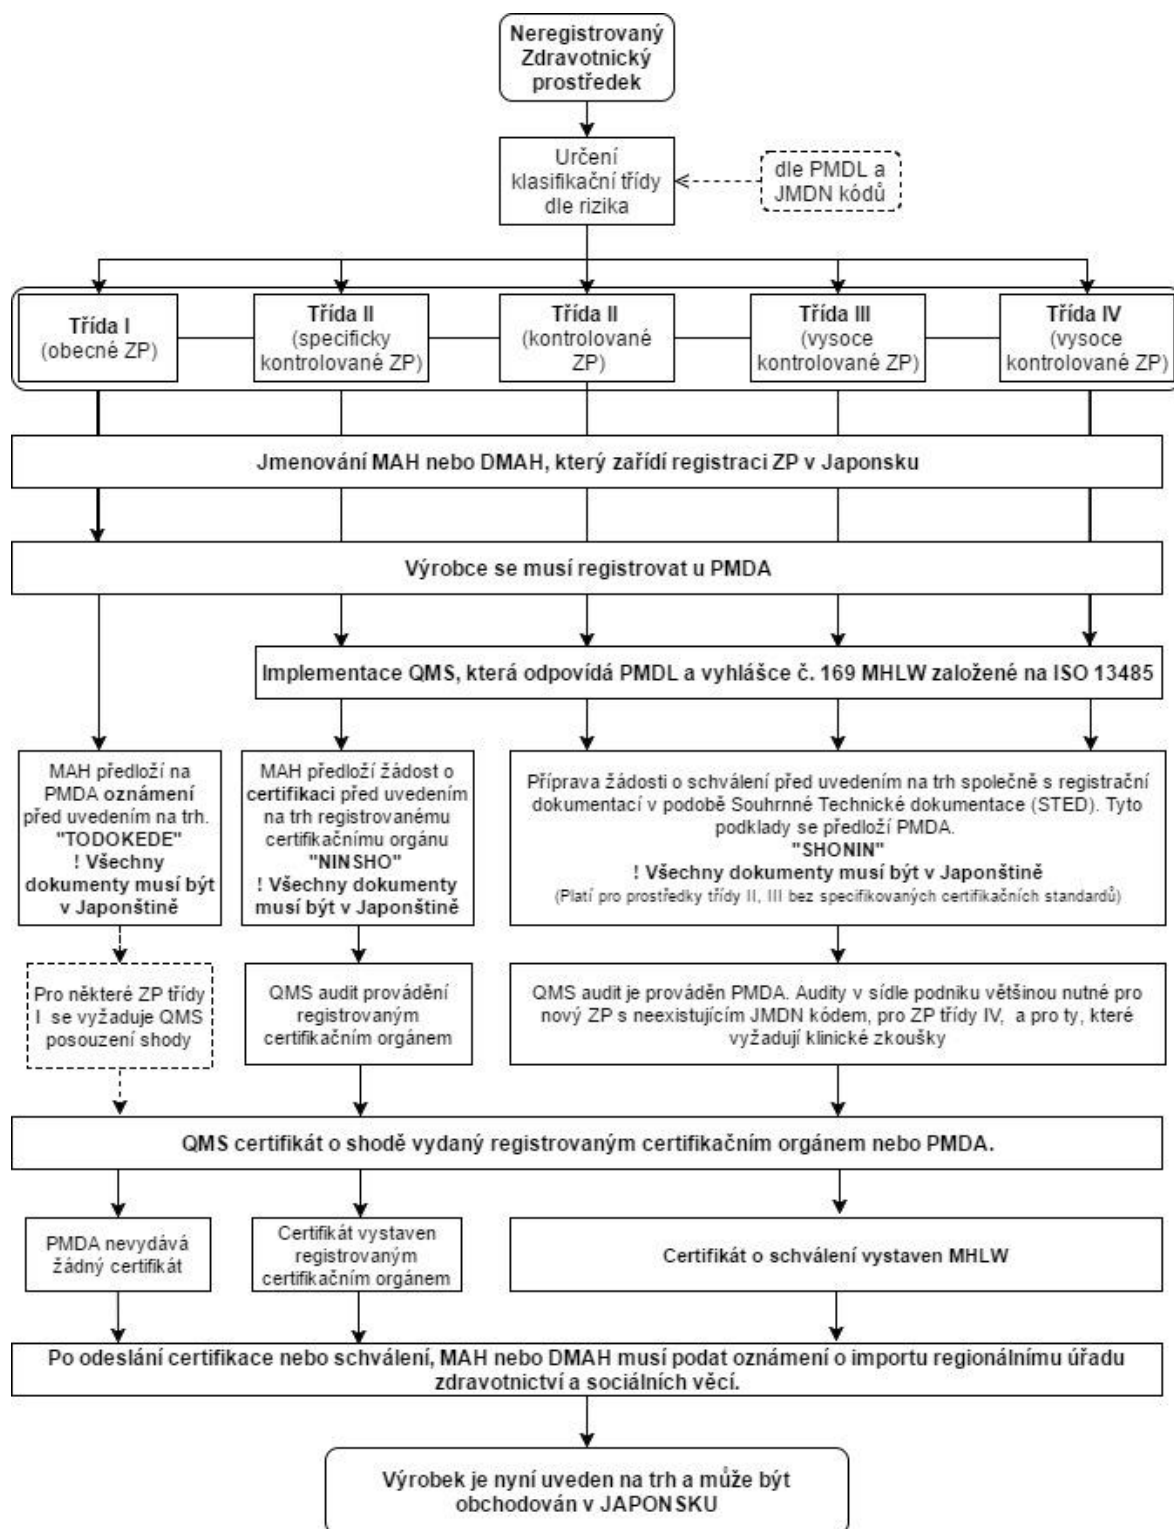 Neregistrovaný
Zdravotnický
prostředek
Určení
klasifikační třídy
dle rizika
dle PMDL a
JMDN kódů
Třída I
(obecné ZP)
Třída II
(specificky
kontrolované ZP)
Třída II
(kontrolované
ZP)
Třída III
(vysoce
kontrolované ZP)
Třída IV
(vysoce
kontrolované ZP)
Jmenování MAH nebo DMAH, který zařídí registraci ZP v Japonsku
Výrobce se musí registrovat u PMDA
Implementace QMS, která odpovídá PMDL a vyhlášce č. 169 MHLW založené na ISO 13485
MAH předloží na
PMDA oznámení
před uvedením na trh.
"TODOKEDE"
! Všechny
dokumenty musí být
v Japonštině
MAH předloží žádost o
certifikaci před uvedením
na trh registrovanému
certifikačnímu orgánu
"NINSHO"
! Všechny dokumenty
musí být v Japonštině
Příprava žádosti o schválení před uvedením na trh společně s registrační
dokumentací v podobě Souhrnné Technické dokumentace (STED). Tyto
podklady se předloží PMDA.
"SHONIN"
! Všechny dokumenty musí být v Japonštině
(Platí pro prostředky třídy II, III bez specifikovaných certifikačních standardů)
Pro některé ZP třídy
I se vyžaduje QMS
posouzení shody
QMS audit provádění
registrovaným
certifikačním orgánem
QMS audit je prováděn PMDA. Audity v sídle podniku většinou nutné pro
nový ZP s neexistujícím JMDN kódem, pro ZP třídy IV, a pro ty, které
vyžadují klinické zkoušky
QMS certifikát o shodě vydaný registrovaným certifikačním orgánem nebo PMDA.
PMDA nevydává
žádný certifikát
Certifikát vystaven
registrovaným
certifikačním orgánem
Certifikát o schválení vystaven MHLW
Po odeslání certifikace nebo schválení, MAH nebo DMAH musí podat oznámení o importu regionálnímu úřadu
zdravotnictví a sociálních věcí.
Výrobek je nyní uveden na trh a může být
obchodován v JAPONSKU